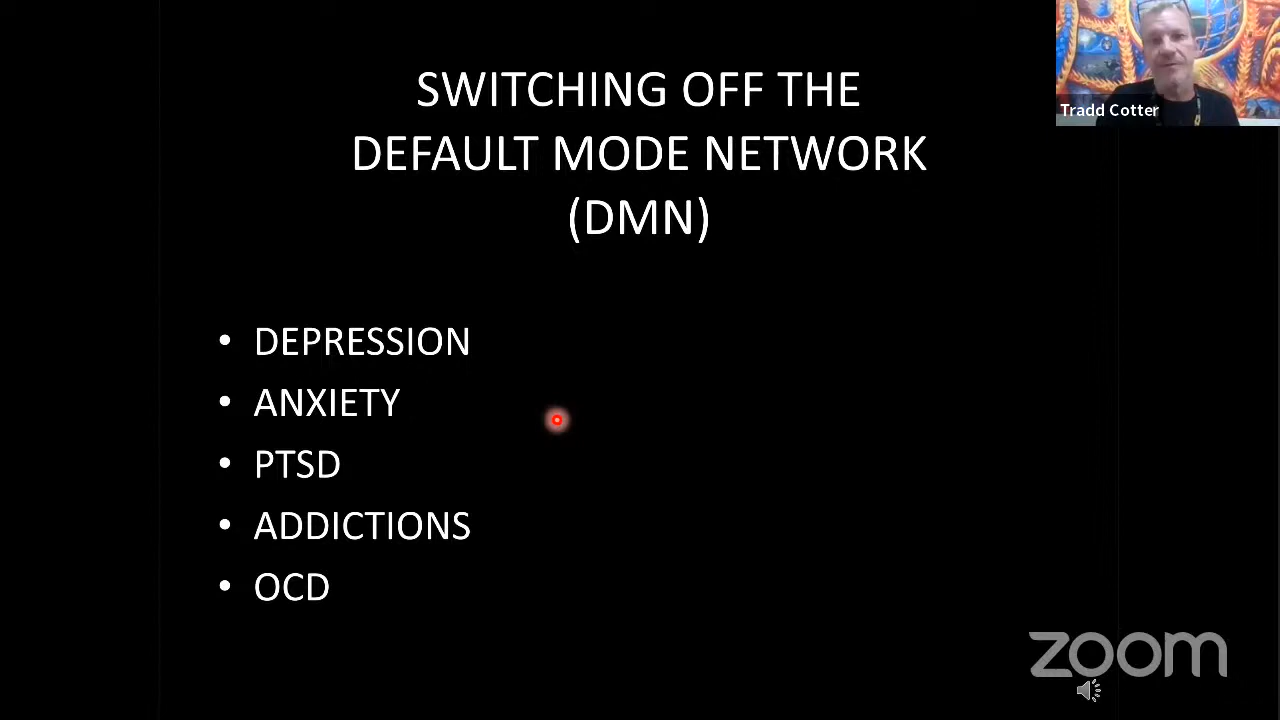 SWITCHING OFF THE
DEFAULT MODE NETWORK
(DMN)
Tradd Cotter
• DEPRESSION
• ANXIETY
• PTSD
• ADDICTIONS
• OCD
zoom